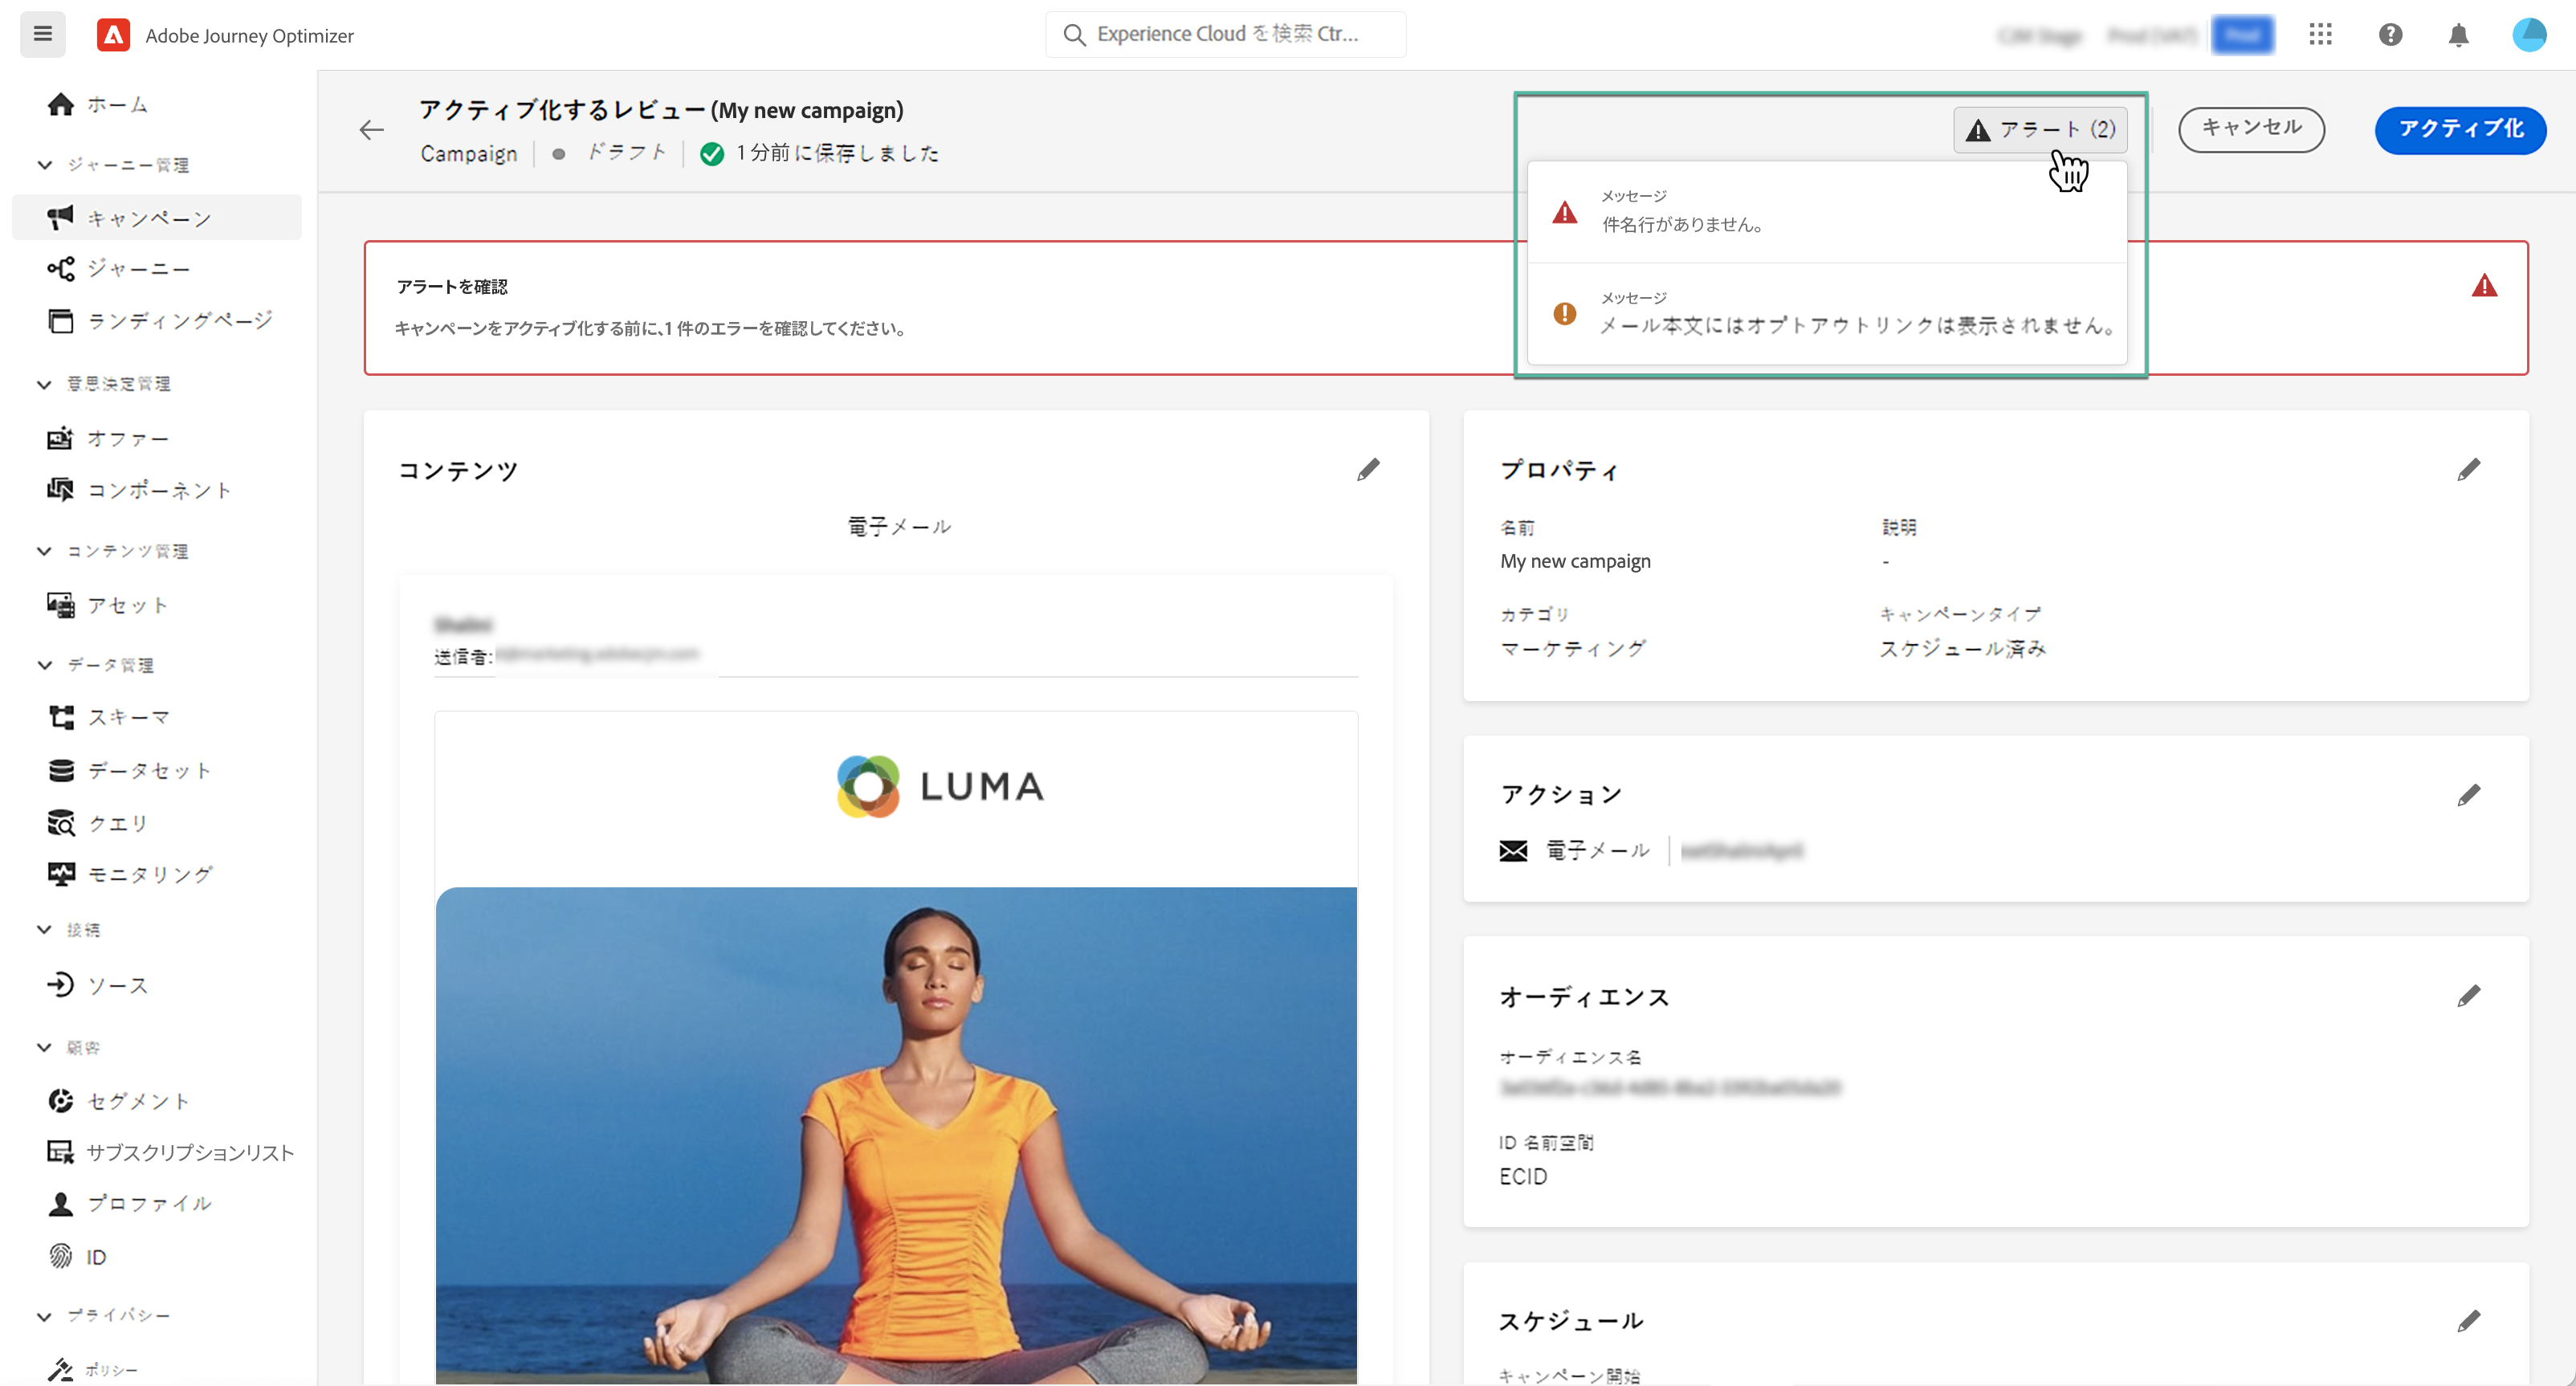 Adobe Journey Optimizer
Experience Cloud を検索 Ctr...
ホーム
ジャーニー管理
キャンペーン
ジャーニー
ランディングページ
意思決定管理
オファー
コンポーネント
コンテンツ管理
アセット
データ管理
スキーマ
データセット
クエリ
モニタリング
接続
ソース
顧客
セグメント
サブスクリプションリスト
プロファイル
ID
プライバシー
ポリシー
アクティブ化するレビュー (My new campaign)
Campaign
ドラフト
1 分前 に保存しました
アラート (2)
キャンセル
アクティブ化
メッセージ
件名行がありません。
メッセージ
メール本文にはオプトアウトリンクは表示されません。
アラートを確認
キャンペーンをアクティブ化する前に、1 件のエラーを確認してください。
コンテンツ
電子メール
送信者:
LUMA
プロパティ
名前
My new campaign
説明
-
カテゴリ
マーケティング
キャンペーンタイプ
スケジュール済み
アクション
電子メール
オーディエンス
オーディエンス名
ID 名前空間
ECID
スケジュール
キャンペーン開始